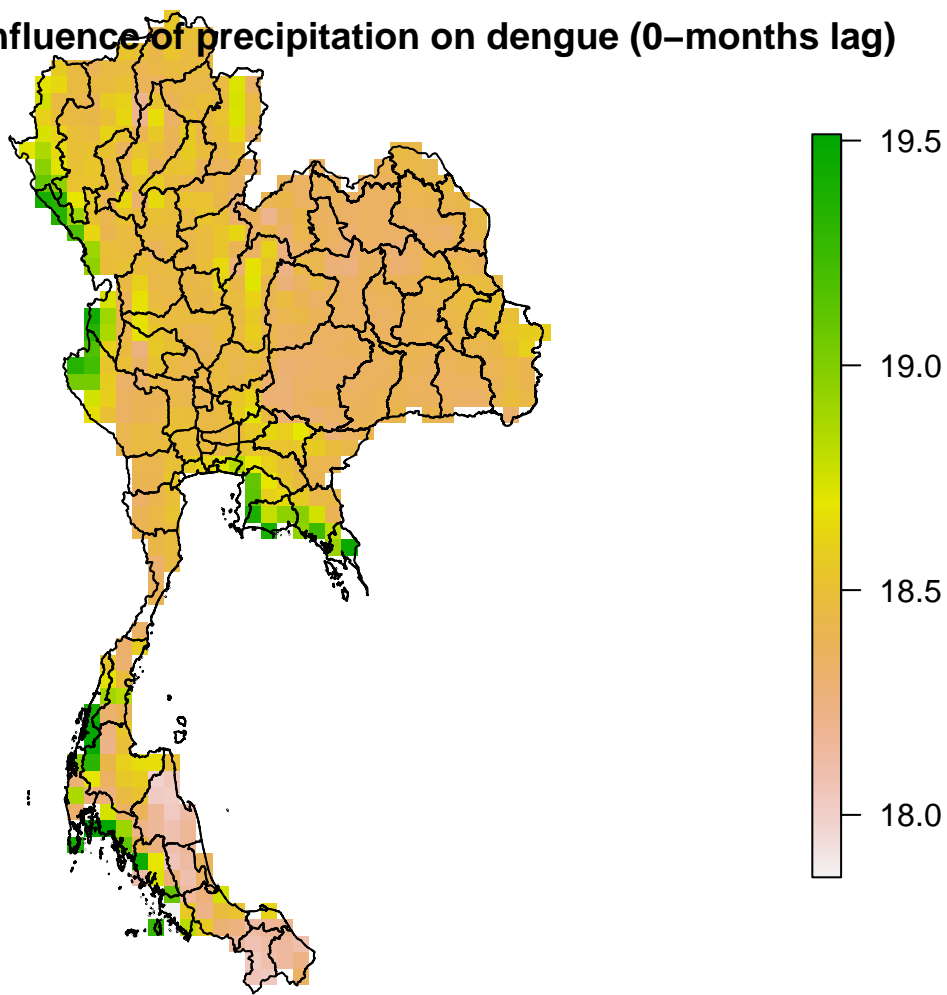 nfluence of precipitation on dengue (0−months lag)
19.5
19.0
18.5
18.0